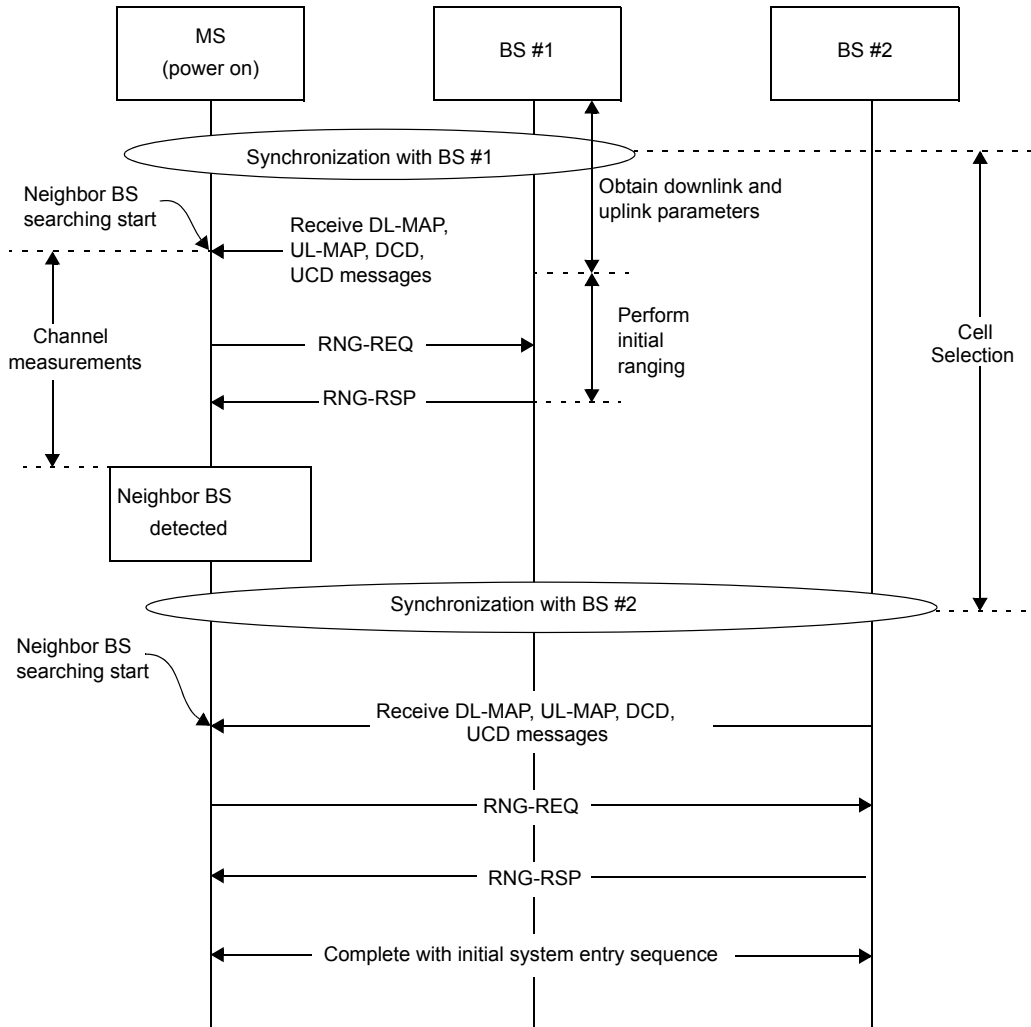 MS
(power on)
BS #1
BS #2
Synchronization with BS #1
Neighbor BS
searching start
Obtain downlink and
uplink parameters
Receive DL-MAP,
UL-MAP, DCD,
UCD messages
Channel
measurements
Perform
initial
ranging
Cell
Selection
RNG-REQ
RNG-RSP
Neighbor BS
detected
Synchronization with BS #2
Neighbor BS
searching start
Receive DL-MAP, UL-MAP, DCD,
UCD messages
RNG-REQ
RNG-RSP
Complete with initial system entry sequence